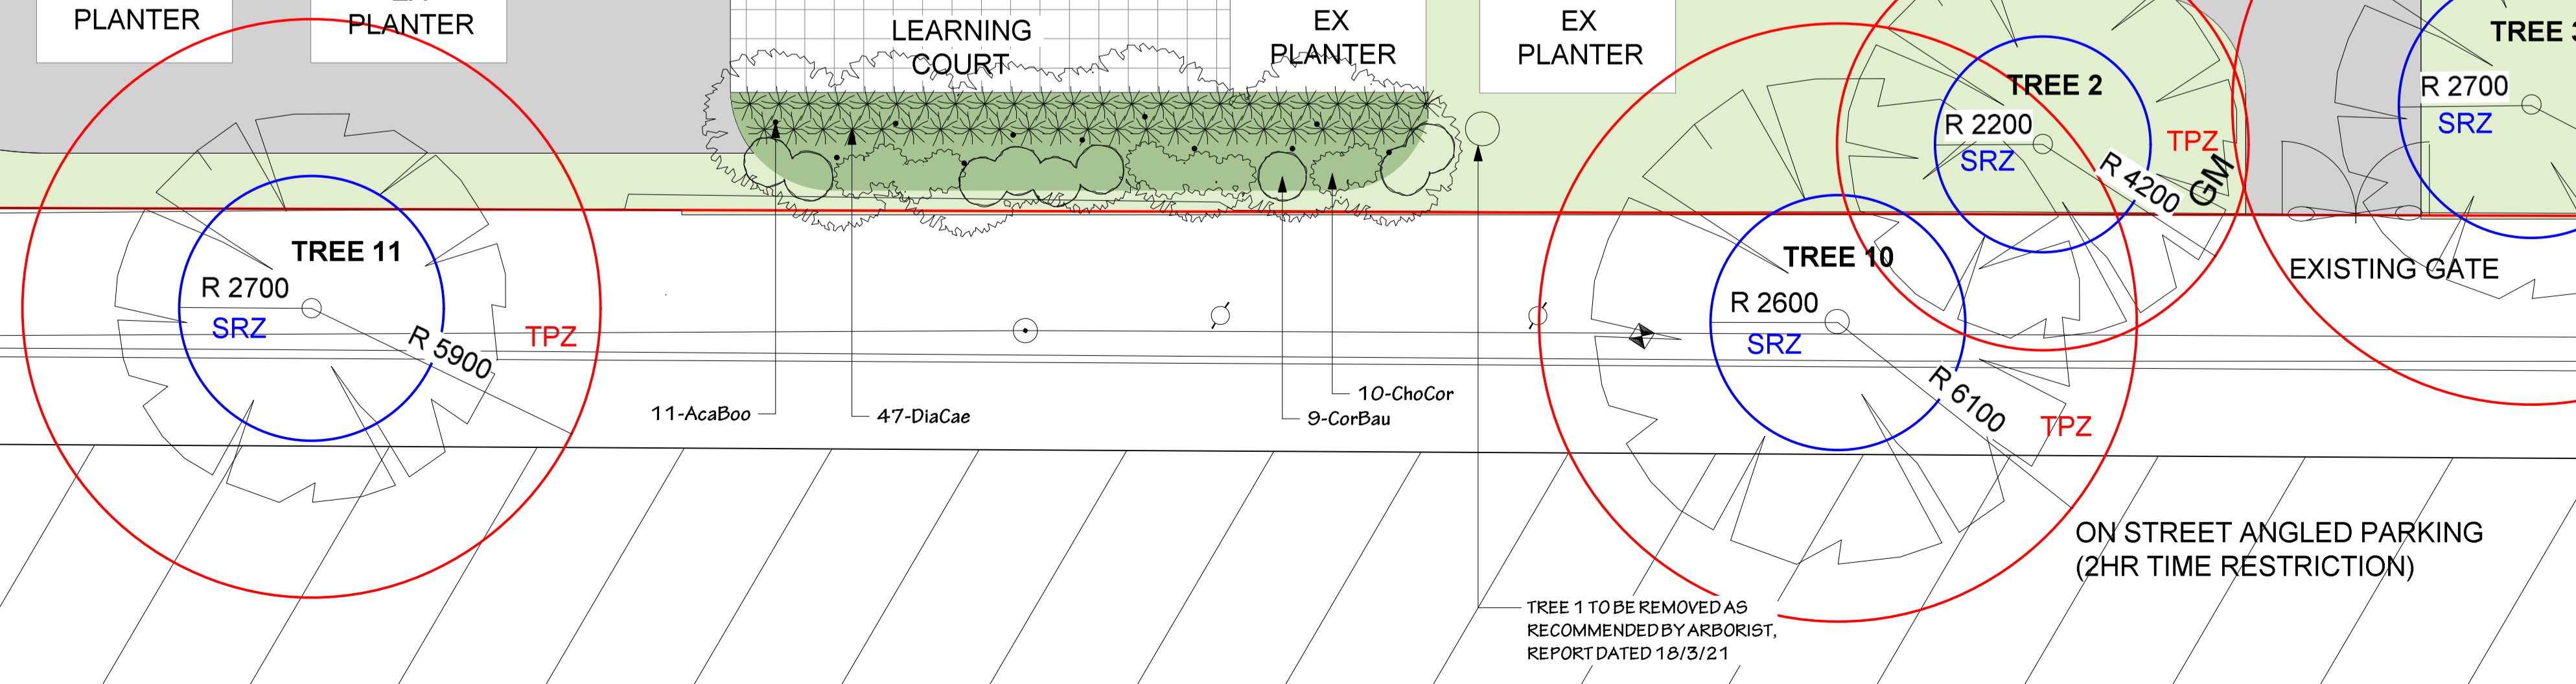 PLANTER
PLANTER
LEARNING
COURT
EX
PLANTER
EX
PLANTER
TREE 2
R 2200
SRZ
TPZ
R 4200
GM
TREE
R 2700
SRZ
TREE 11
R 2700
SRZ
R 5900
TPZ
TREE 10
R 2600
SRZ
R 6100
TPZ
EXISTING GATE
11-AcaBoo
47-DiaCae
10-ChoCor
9-CorBau
ON STREET ANGLED PARKING
(2HR TIME RESTRICTION)
TREE 1 TO BE REMOVED AS
RECOMMENDED BY ARBORIST,
REPORT DATED 18/3/21